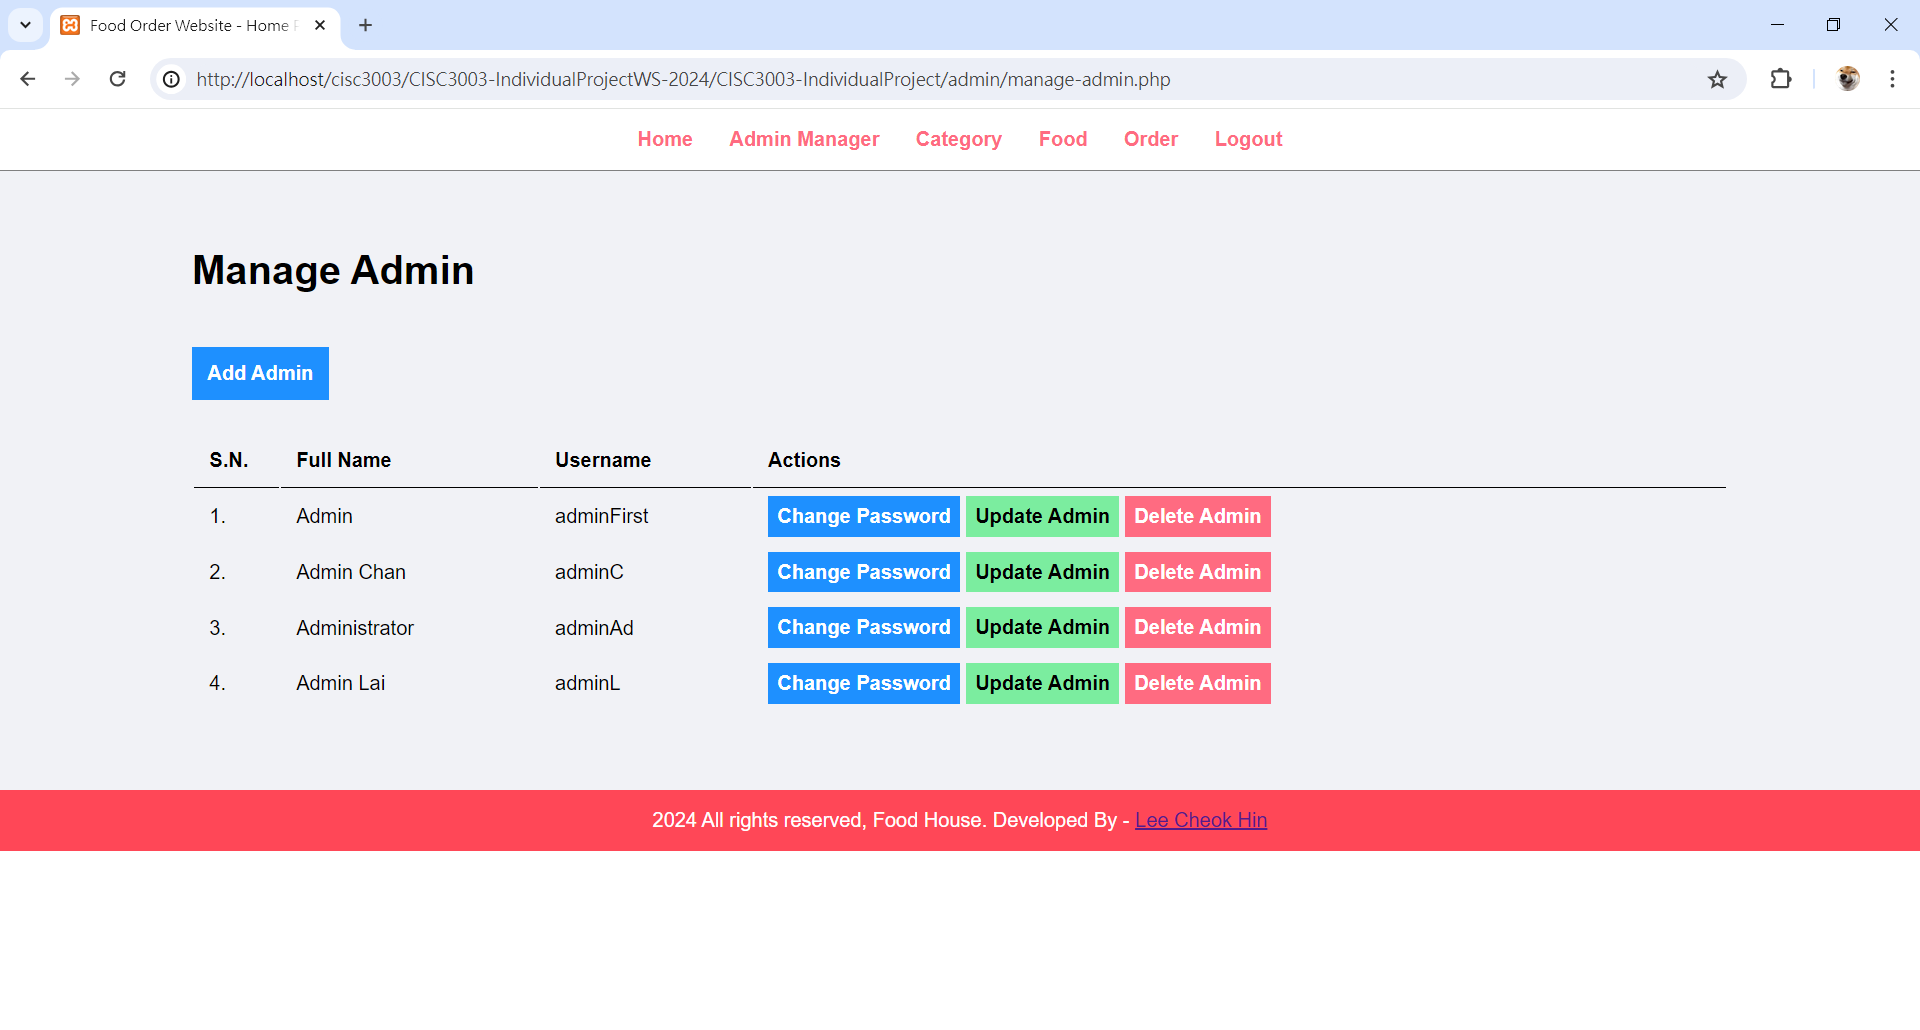 Food Order Website - Home
http://localhost/cisc3003/CISC3003-IndividualProjectWS-2024/CISC3003-IndividualProject/admin/manage-admin.php
Home Admin Manager Category Food Order Logout
Manage Admin
Add Admin
S.N. Full Name Username Actions
1. Admin adminFirst Change Password Update Admin Delete Admin
2. Admin Chan adminC Change Password Update Admin Delete Admin
3. Administrator adminAd Change Password Update Admin Delete Admin
4. Admin Lai adminL Change Password Update Admin Delete Admin
2024 All rights reserved, Food House. Developed By - Lee Cheok Hin